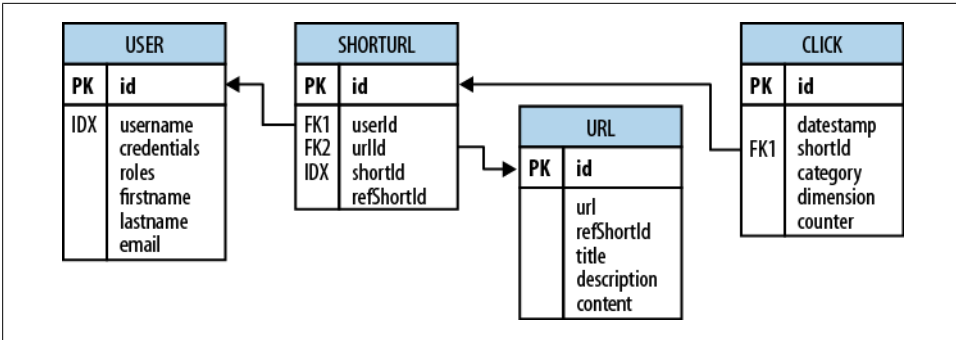 USER
PK id
IDX username
credentials
roles
firstname
lastname
email
SHORTURL
PK id
FK1 userId
FK2 urlId
IDX shortId
refShortId
URL
PK id
url
refShortId
title
description
content
CLICK
PK id
datestamp
FK1 shortId
category
dimension
counter